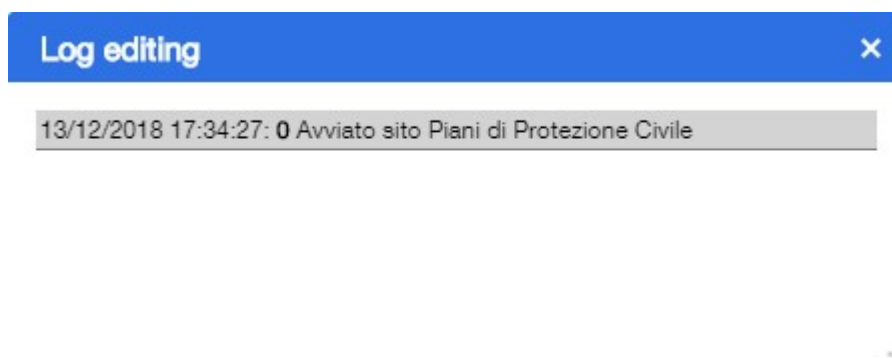 Log editing ×
13/12/2018 17:34:27: 0 Avviato sito Piani di Protezione Civile